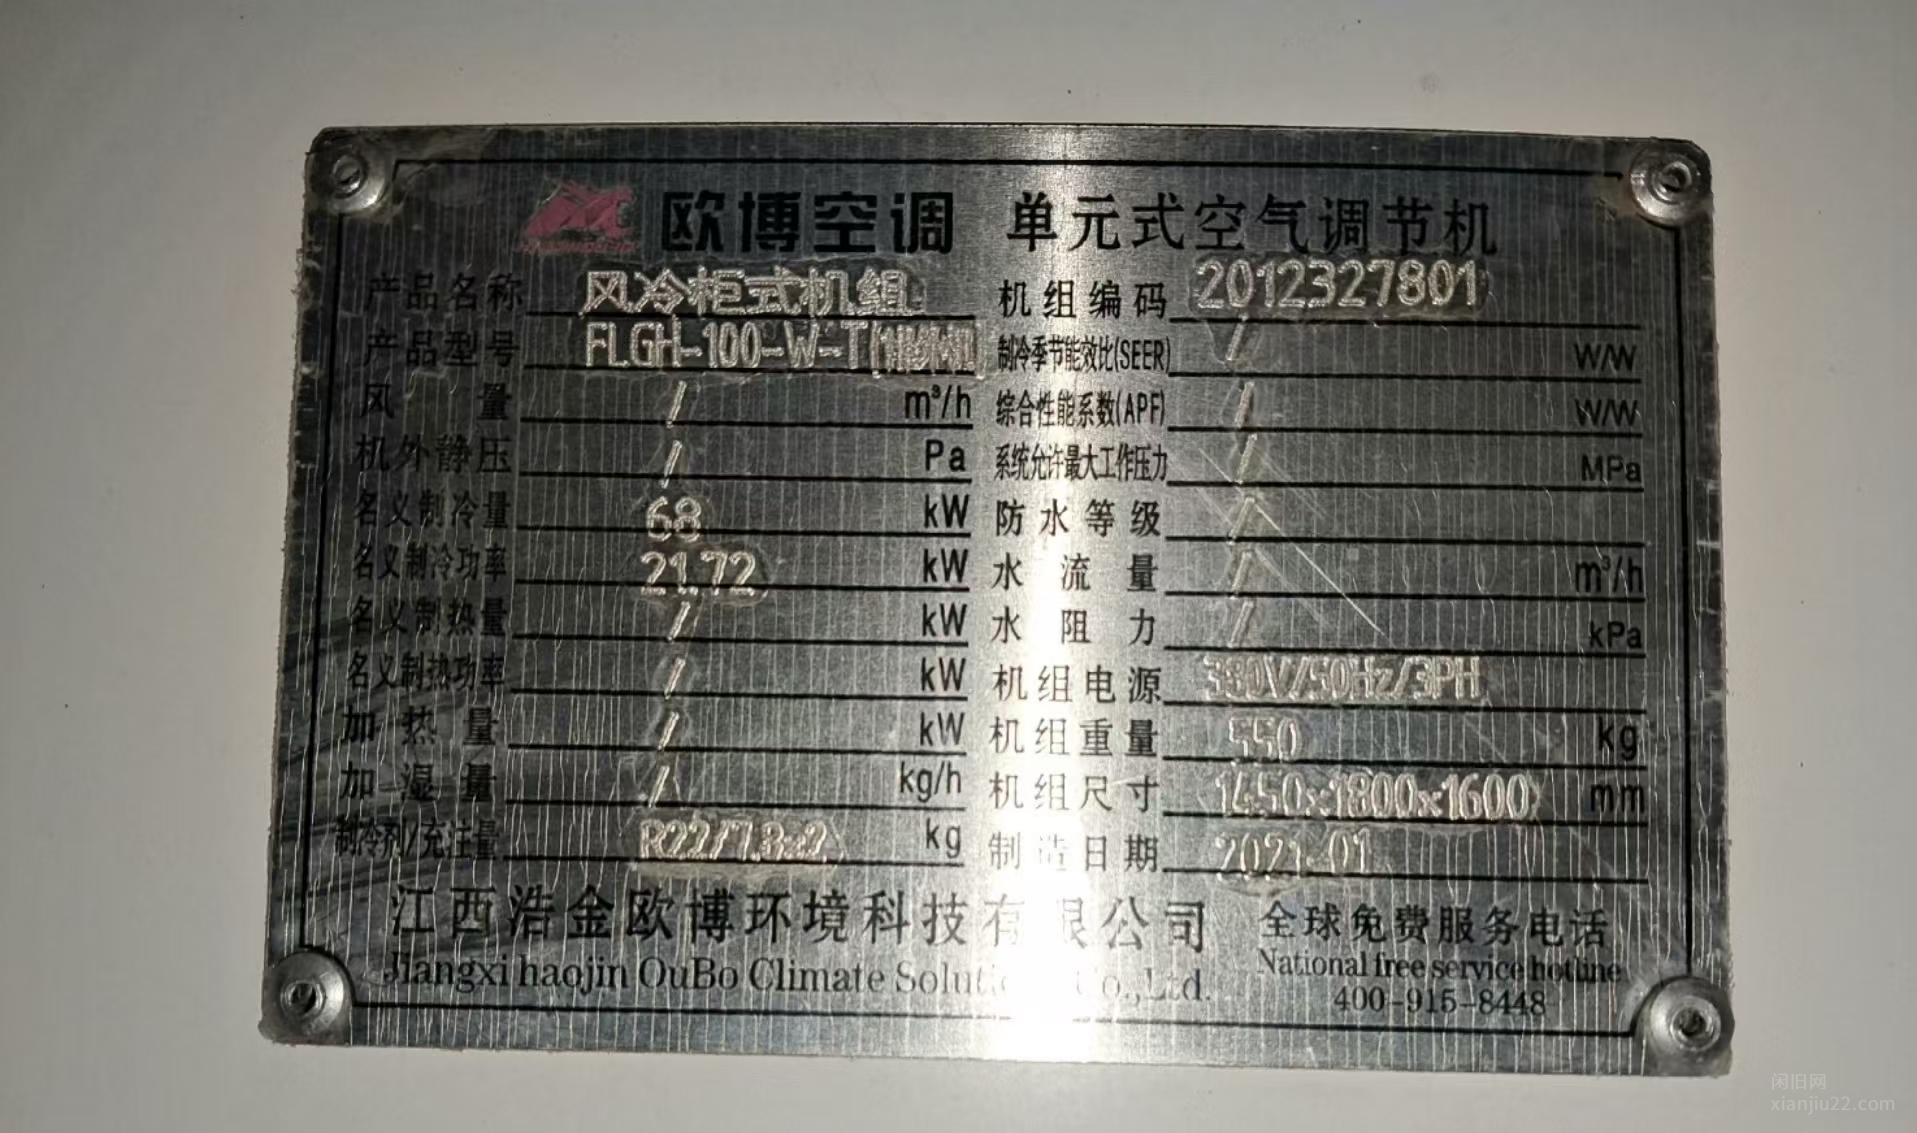 欧博空调 单元式空气调节机
产品名称 风冷柜式机组 机组编码 2012327801
产品型号 FLGH-100-W-T 制冷季节能效比(SEER) / W/W
风量 / m³/h 综合性能系数(APF) / W/W
机外静压 / Pa 系统允许最大工作压力 / MPa
名义制冷量 68 kW 防水等级 /
名义制冷功率 21.72 kW 水流量 / m³/h
名义制热量 / kW 水阻力 / kPa
名义制热功率 / kW 机组电源 380V/50Hz/3PH
加热量 / kW 机组重量 550 kg
加湿量 / kg/h 机组尺寸 1450x1800x1600 mm
制冷剂/充注量 R22/7.8x2 kg 制造日期 2021-01
江西浩金欧博环境科技有限公司 全球免费服务电话
Jiangxi haojin OuBo Climate Co.,Ltd. National free service hotline
400-915-8448
闲旧网
xianjiu22.com